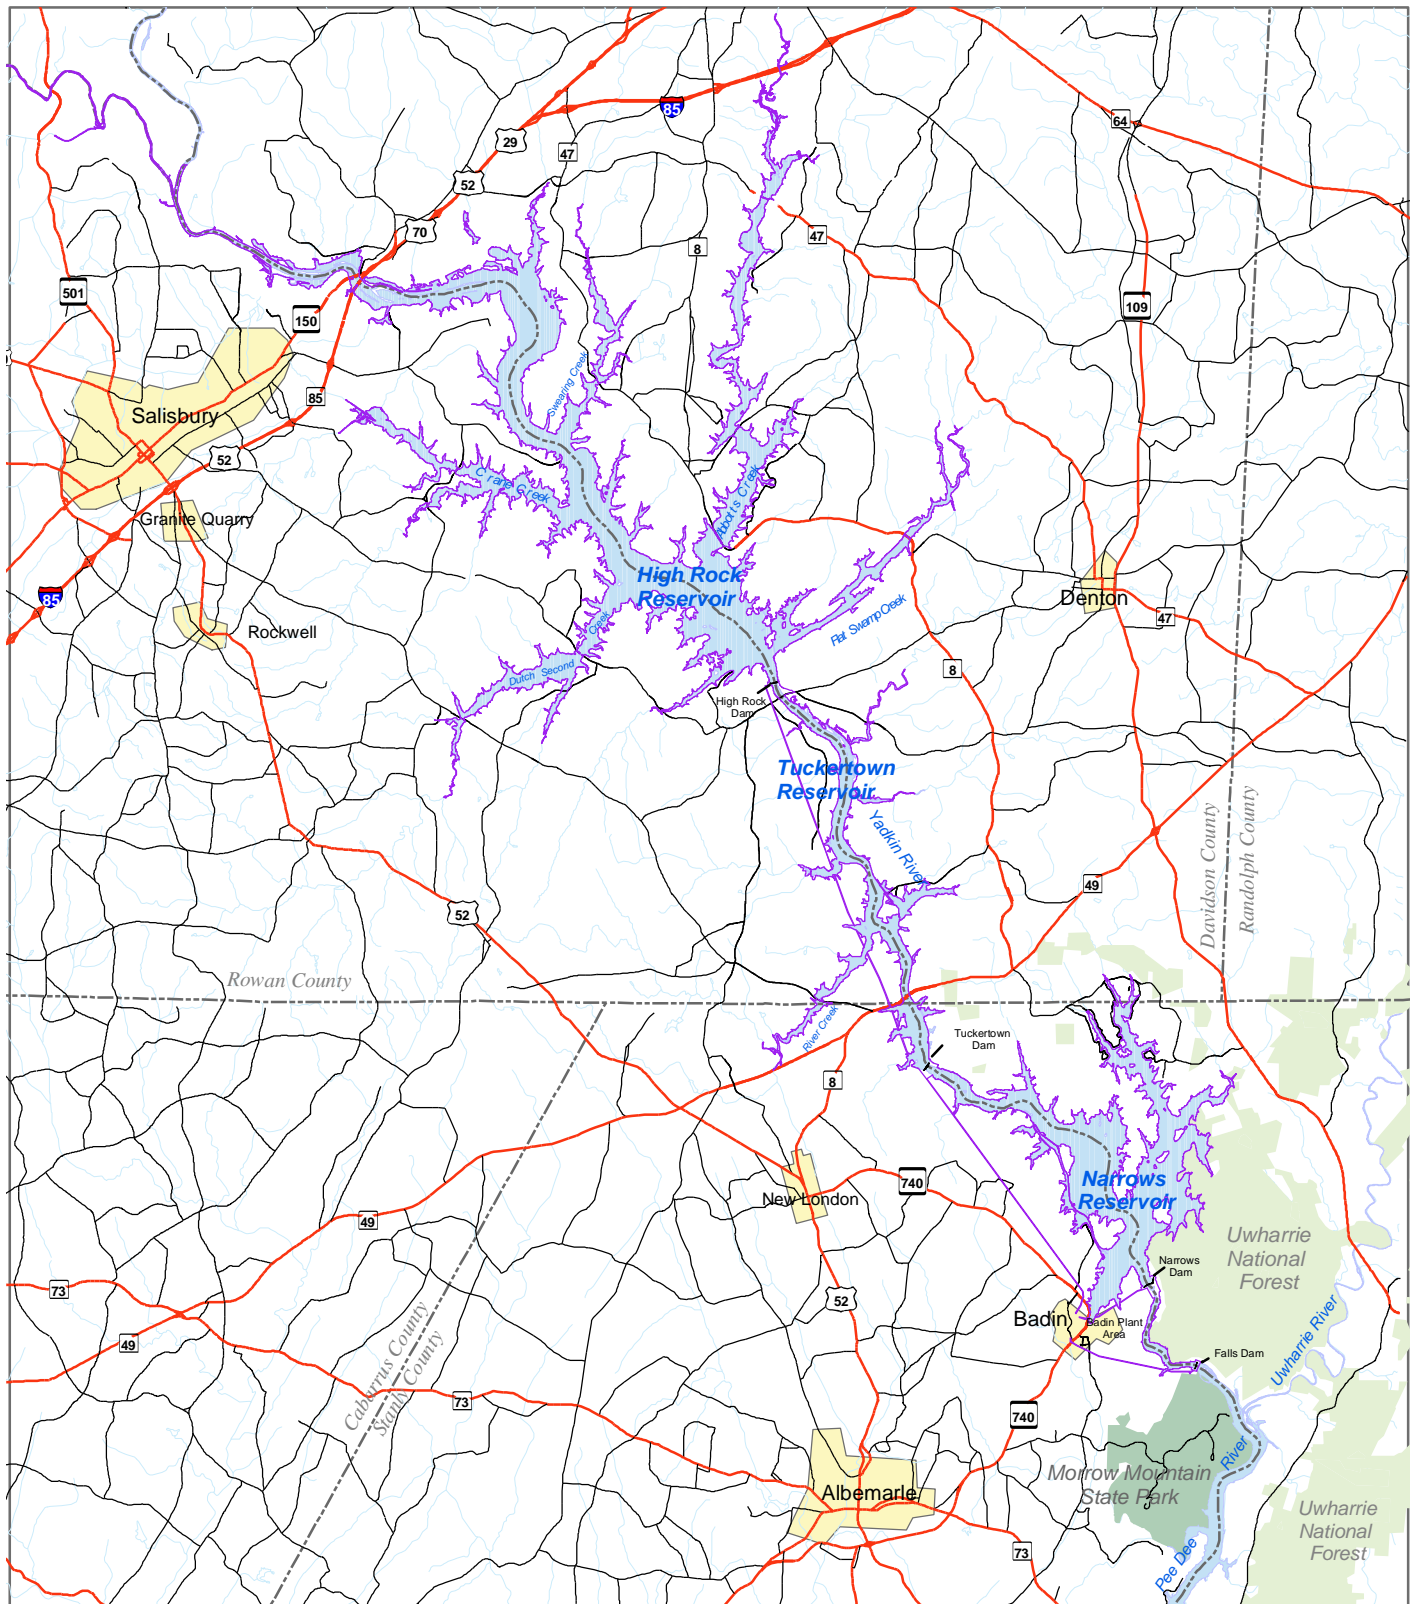 85
64
29
47
52
70
47
8
501
109
150
Swearing Creek
85
Salisbury
52
Crane Creek
Abbotts Creek
Granite Quarry
High Rock
Reservoir
85
Denton
Flat Swamp Creek
47
Rockwell
Creek
Dutch Second
8
High Rock
Dam
Tuckertown
Reservoir
Yadkin River
Davidson County
Randolph County
49
52
Rowan County
River Creek
Tuckertown
Dam
8
Narrows
Reservoir
740
New London
49
Uwharrie
National
Forest
Narrows
Dam
73
52
Badin
Badin Plant
Area
Uwharrie River
49
Cabarrus County
Stanly County
Falls Dam
73
740
River
Morrow Mountain
State Park
Albemarle
Uwharrie
National
Forest
73
Pee Dee